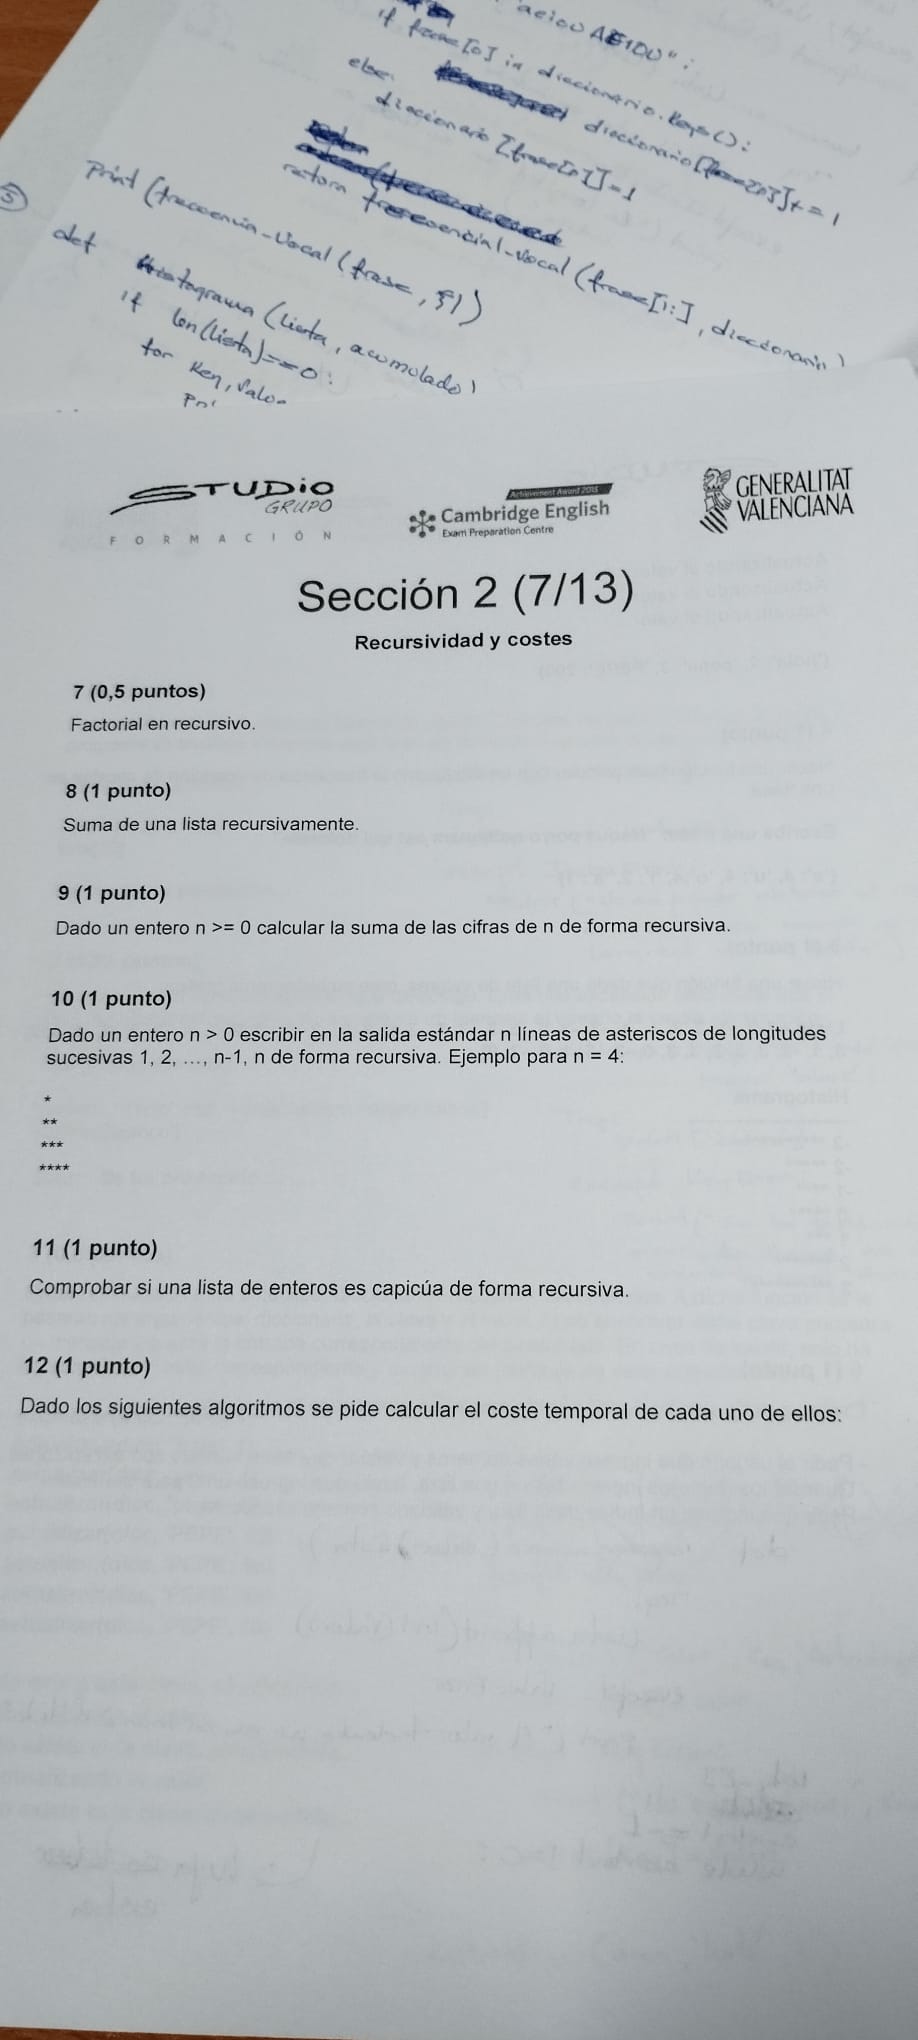 aeiou AEIOU":
if frase[0] in diccionario.keys():
diccionario[frase[0]]+=1
else:
diccionario[frase[0]]=1
return frecuencial_vocal(frase[1:], diccionario)
5
Print(frecuencia_vocal(frase, {}))
def histograma(lista, acumulado)
if len(lista)==0:
for key, valor
Pri
STUDiO
GRUPO
FORMACIÓN
Achievement Award 2015
Cambridge English
Exam Preparation Centre
GENERALITAT
VALENCIANA
Sección 2 (7/13)
Recursividad y costes
7 (0,5 puntos)
Factorial en recursivo.
8 (1 punto)
Suma de una lista recursivamente.
9 (1 punto)
Dado un entero n >= 0 calcular la suma de las cifras de n de forma recursiva.
10 (1 punto)
Dado un entero n > 0 escribir en la salida estándar n líneas de asteriscos de longitudes
sucesivas 1, 2, ..., n-1, n de forma recursiva. Ejemplo para n = 4:
*
**
***
****
11 (1 punto)
Comprobar si una lista de enteros es capicúa de forma recursiva.
12 (1 punto)
Dado los siguientes algoritmos se pide calcular el coste temporal de cada uno de ellos: